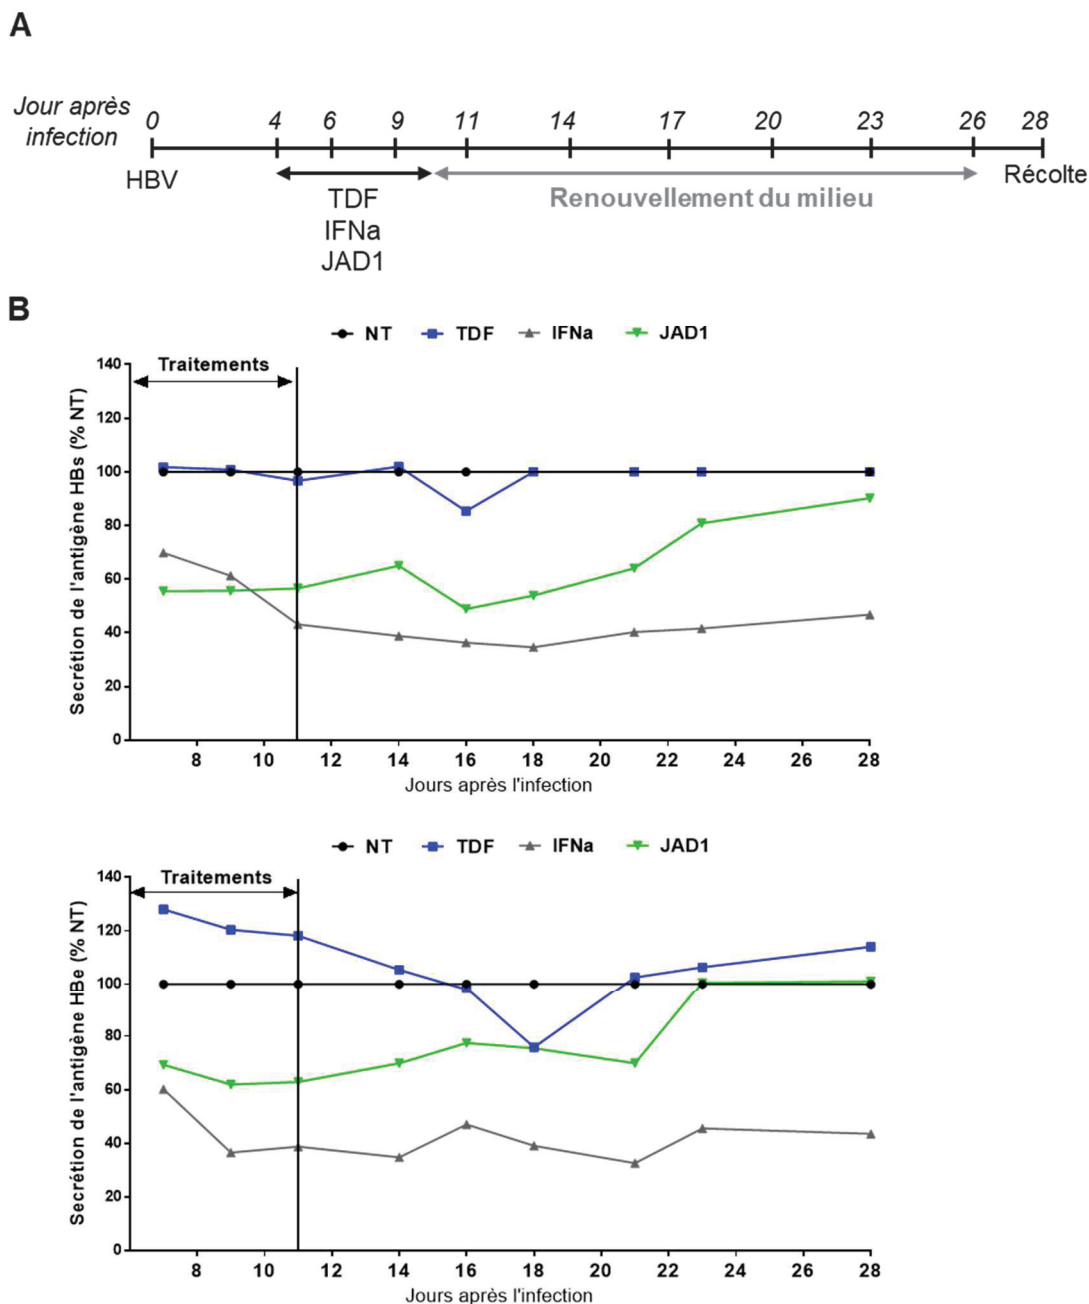 A
Jour après
infection
0 4 6 9 11 14 17 20 23 26 28
HBV
TDF
IFNa
JAD1
Renouvellement du milieu
Récolte
B
NT TDF IFNa JAD1
Traitements
Secrétion de l'antigène HBs (% NT)
140
120
100
80
60
40
20
0
8 10 12 14 16 18 20 22 24 26 28
Jours après l'infection
NT TDF IFNa JAD1
Traitements
Secrétion de l'antigène HBe (% NT)
140
120
100
80
60
40
20
0
8 10 12 14 16 18 20 22 24 26 28
Jours après l'infection